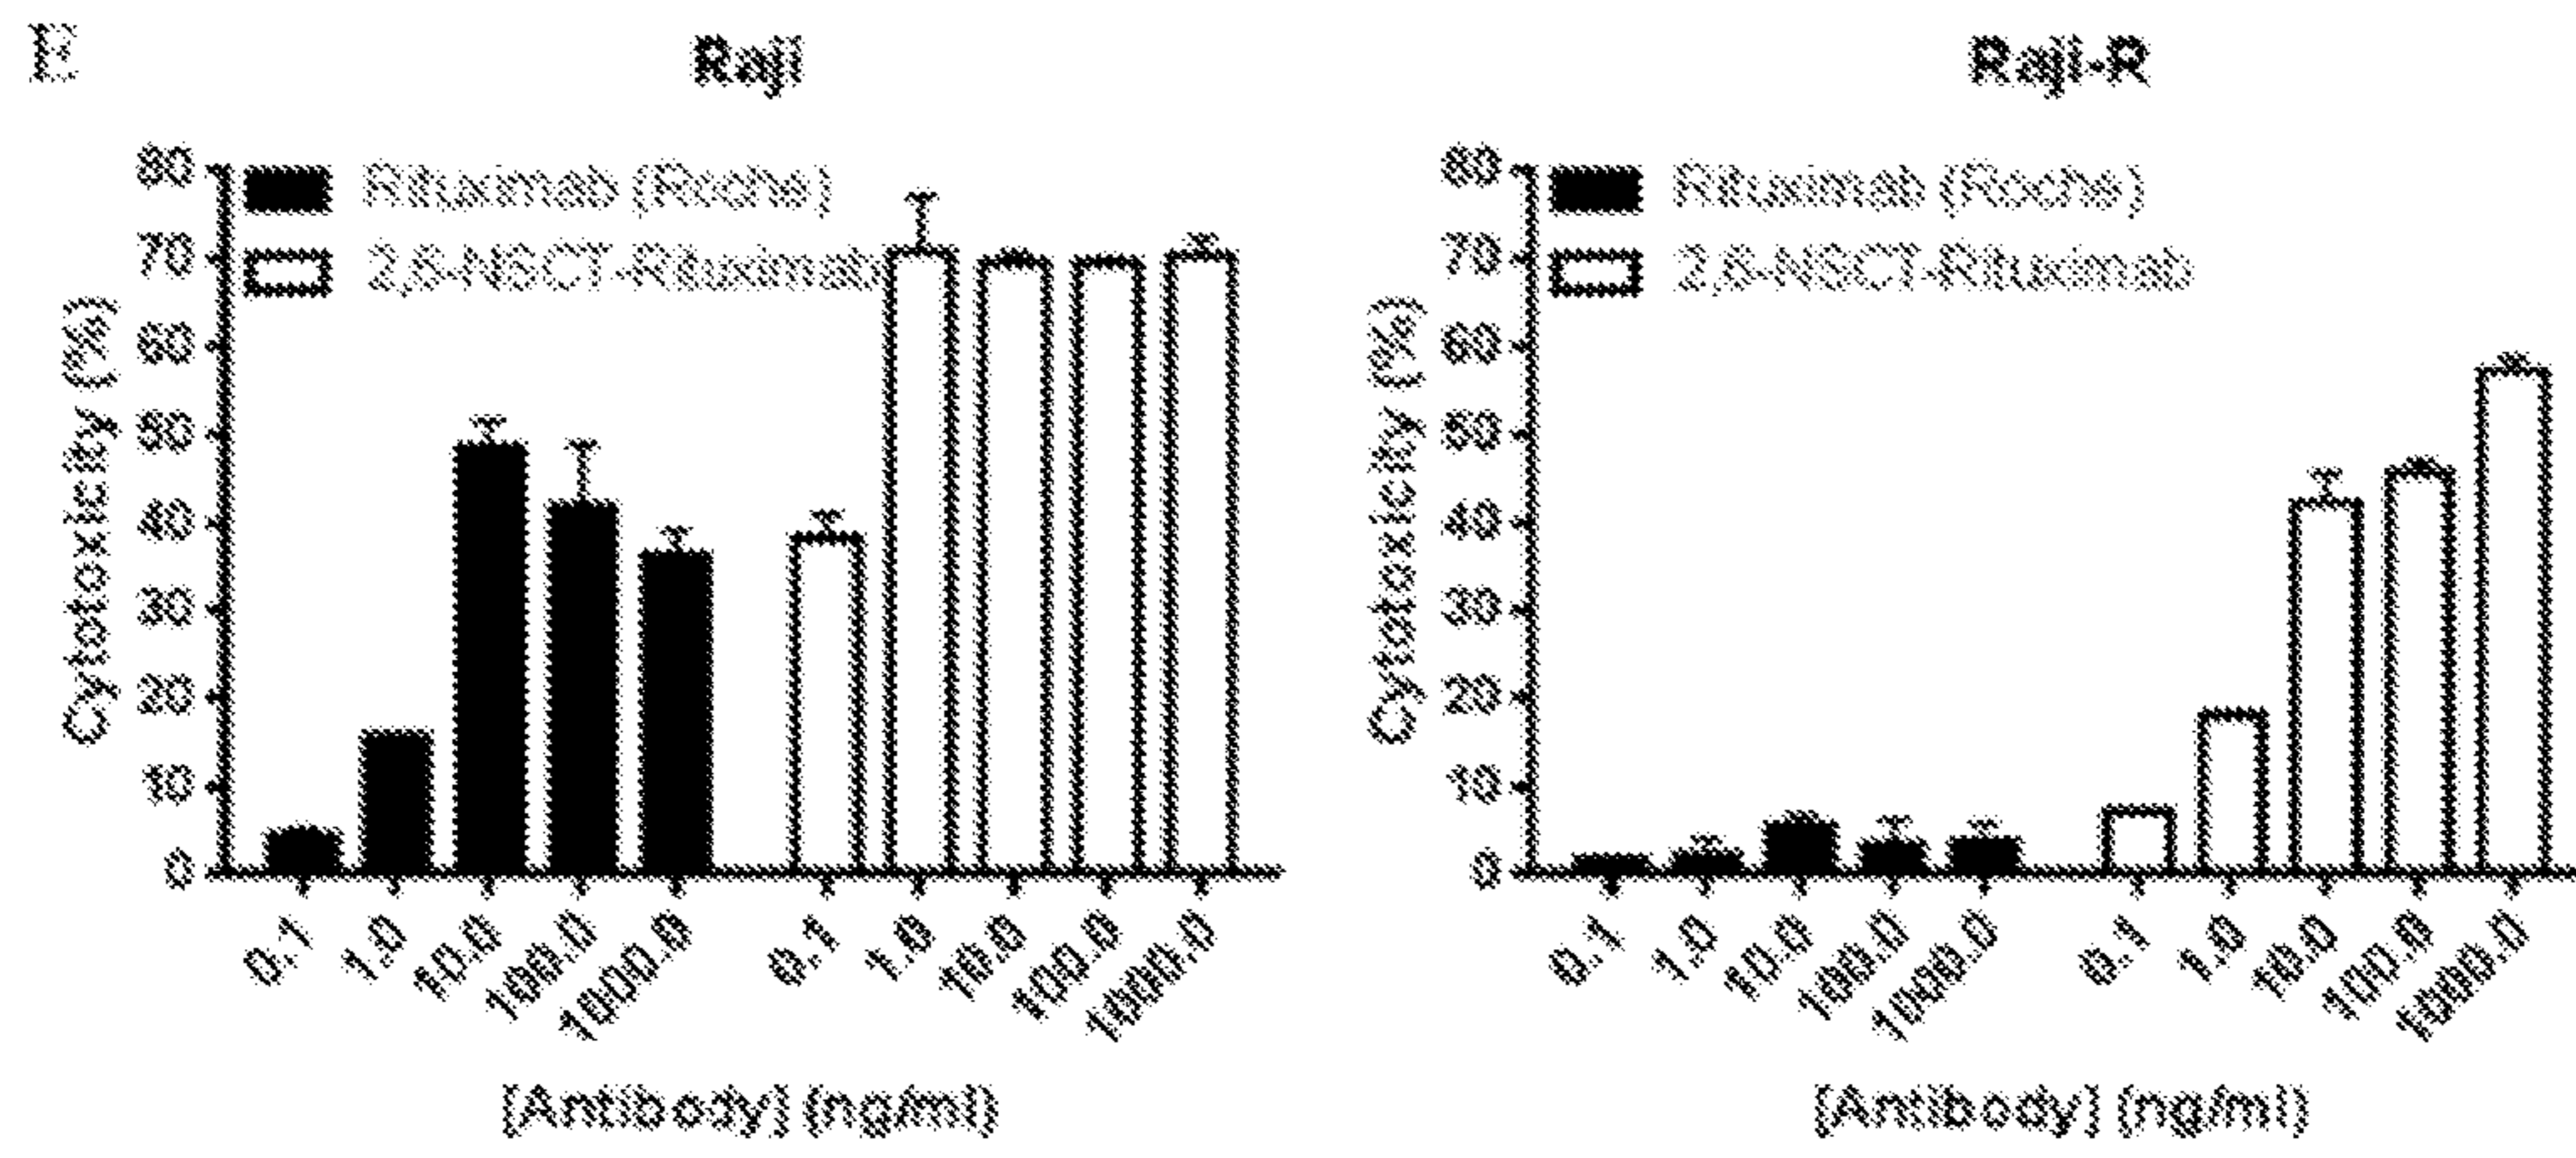 E
Raji
80
70
60
50
40
30
20
10
0
Cytotoxicity (%)
Rituximab (Roche)
2,6-NSCT-Rituximab
0.1 1.0 10.0 100.0 1000.0 0.1 1.0 10.0 100.0 1000.0
[Antibody] (ng/ml)
Raji-R
80
70
60
50
40
30
20
10
0
Cytotoxicity (%)
Rituximab (Roche)
2,6-NSCT-Rituximab
0.1 1.0 10.0 100.0 1000.0 0.1 1.0 10.0 100.0 1000.0
[Antibody] (ng/ml)